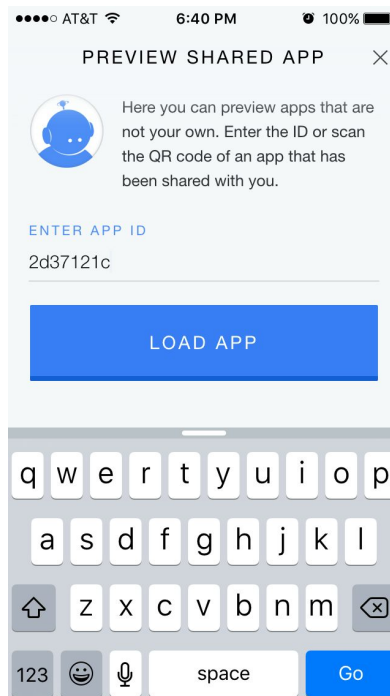 AT&T 6:40 PM 100%
PREVIEW SHARED APP
Here you can preview apps that are
not your own. Enter the ID or scan
the QR code of an app that has
been shared with you.
ENTER APP ID
2d37121c
LOAD APP
q w e r t y u i o p
a s d f g h j k l
z x c v b n m
123 space Go